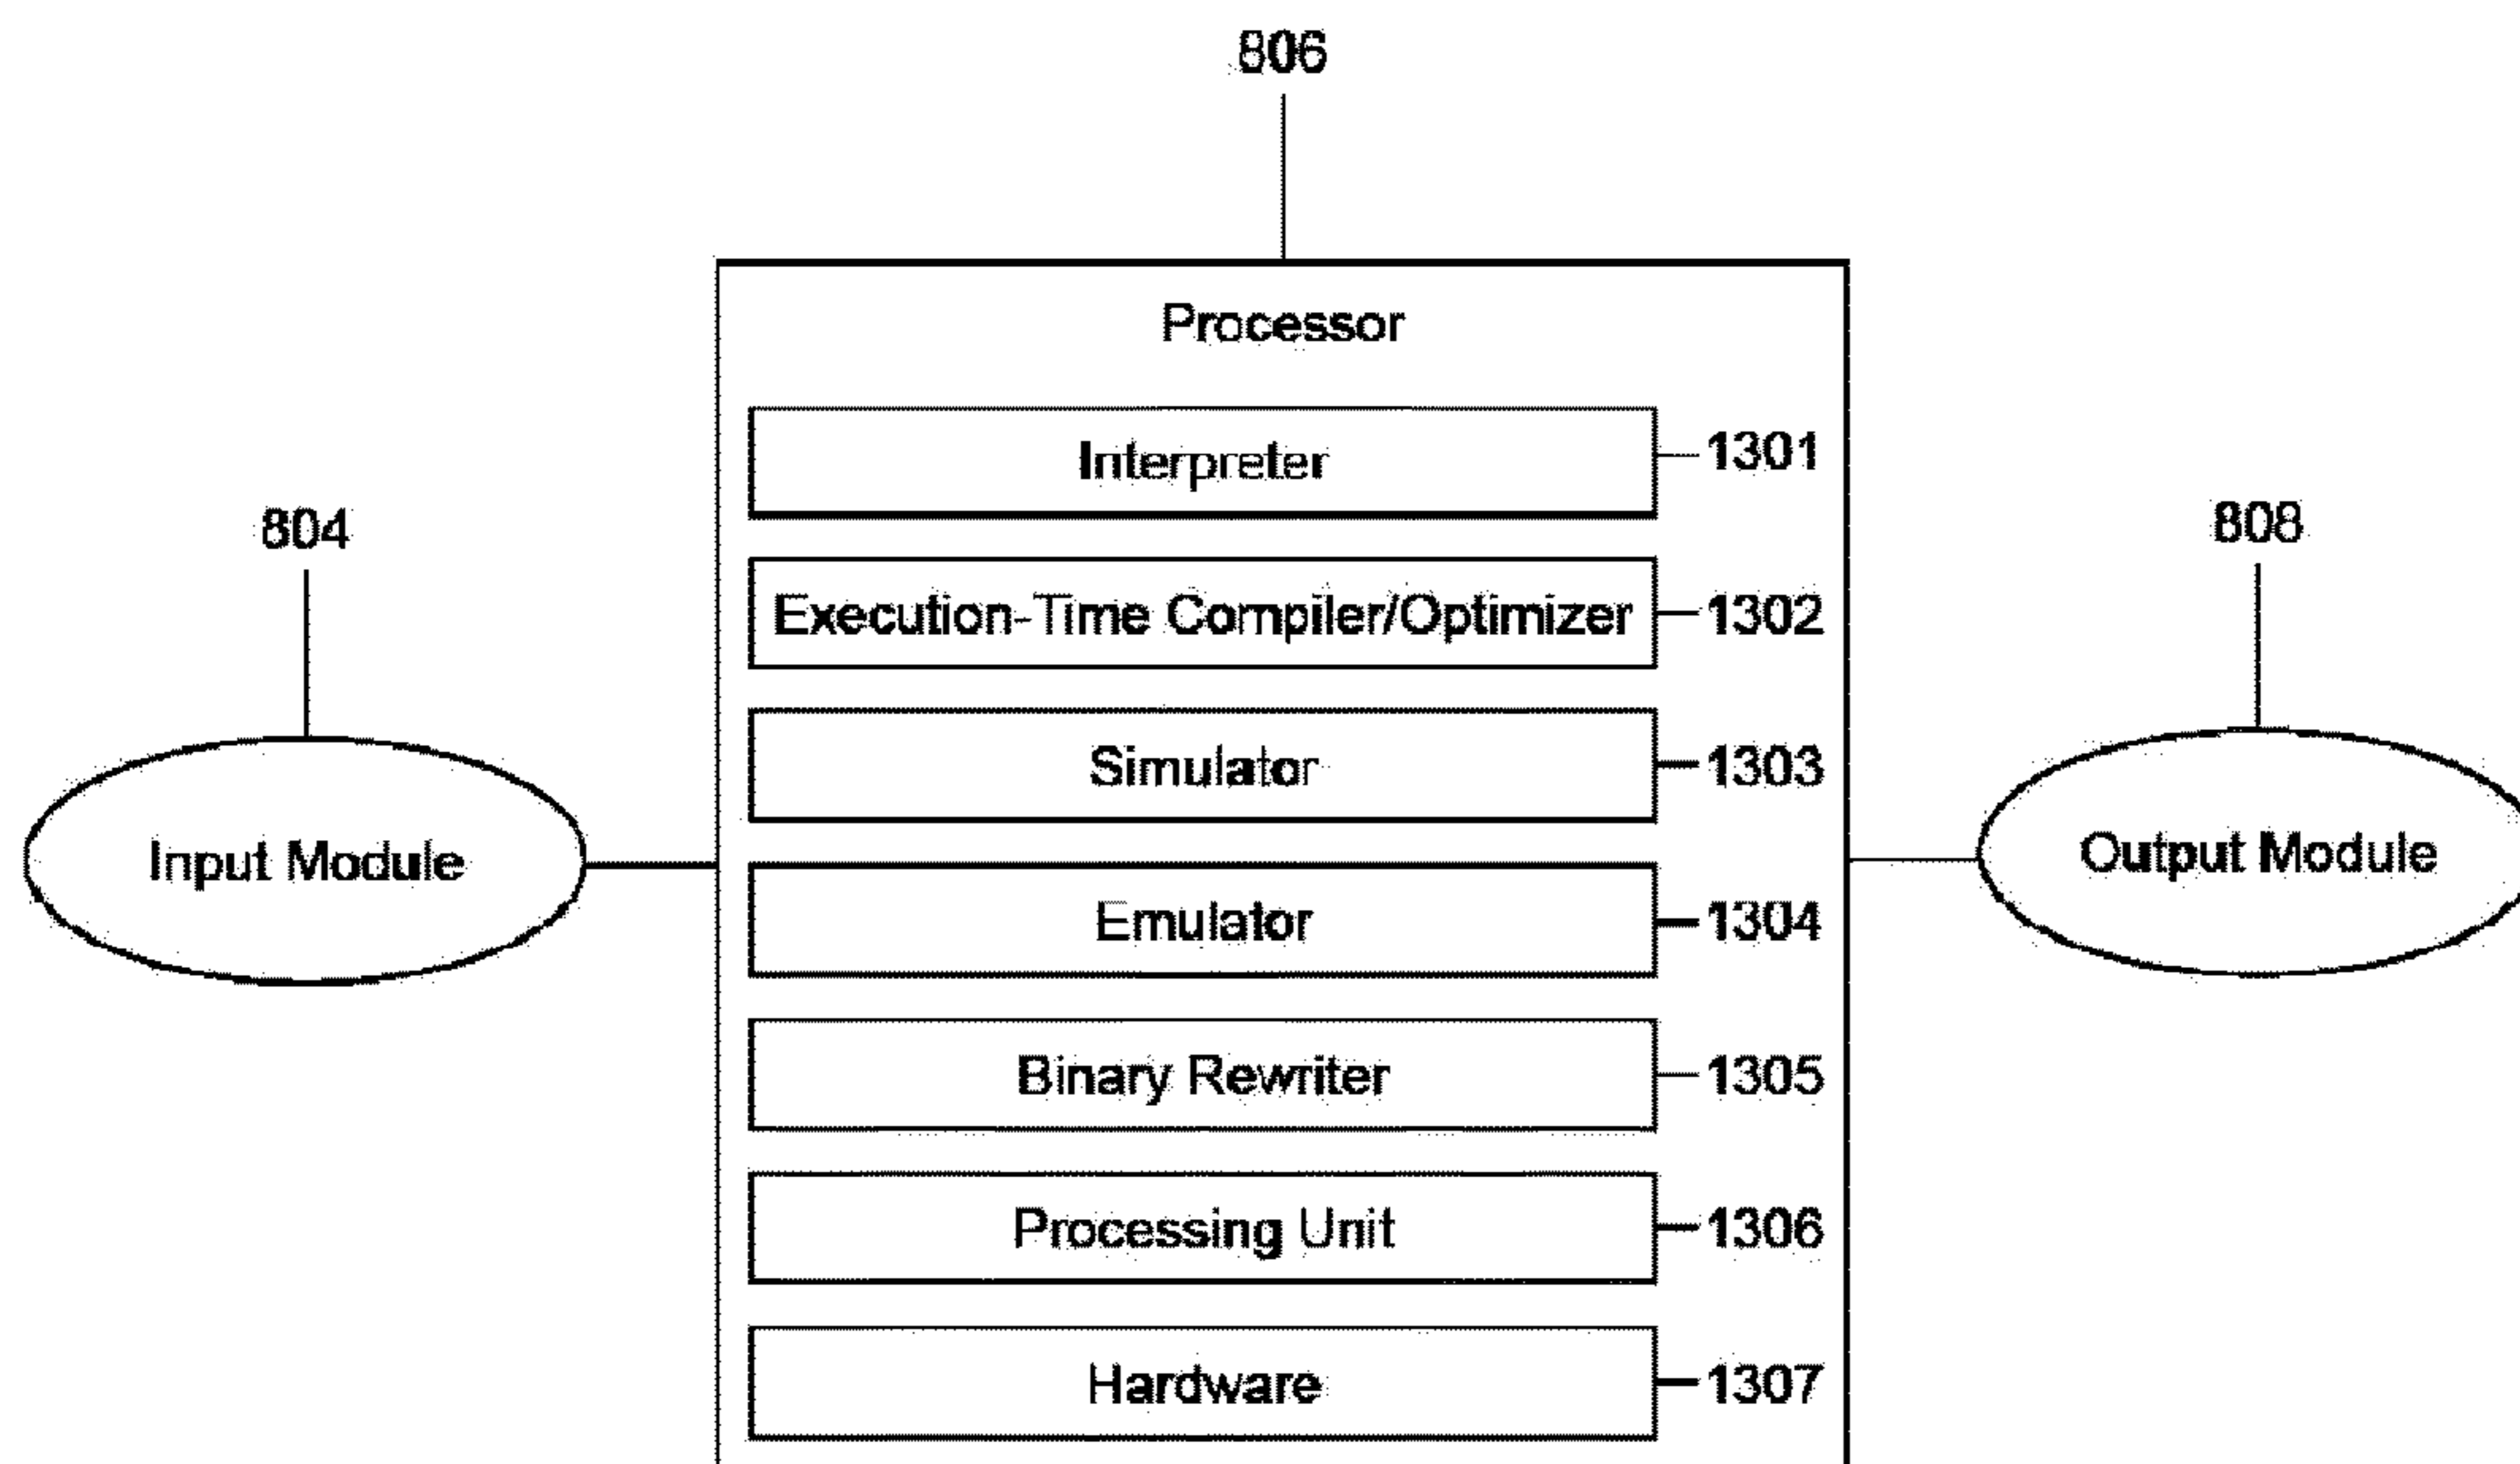 806
Processor
Interpreter 1301
804
808
Execution-Time Compiler/Optimizer 1302
Simulator 1303
Input Module
Output Module
Emulator 1304
Binary Rewriter 1305
Processing Unit 1306
Hardware 1307